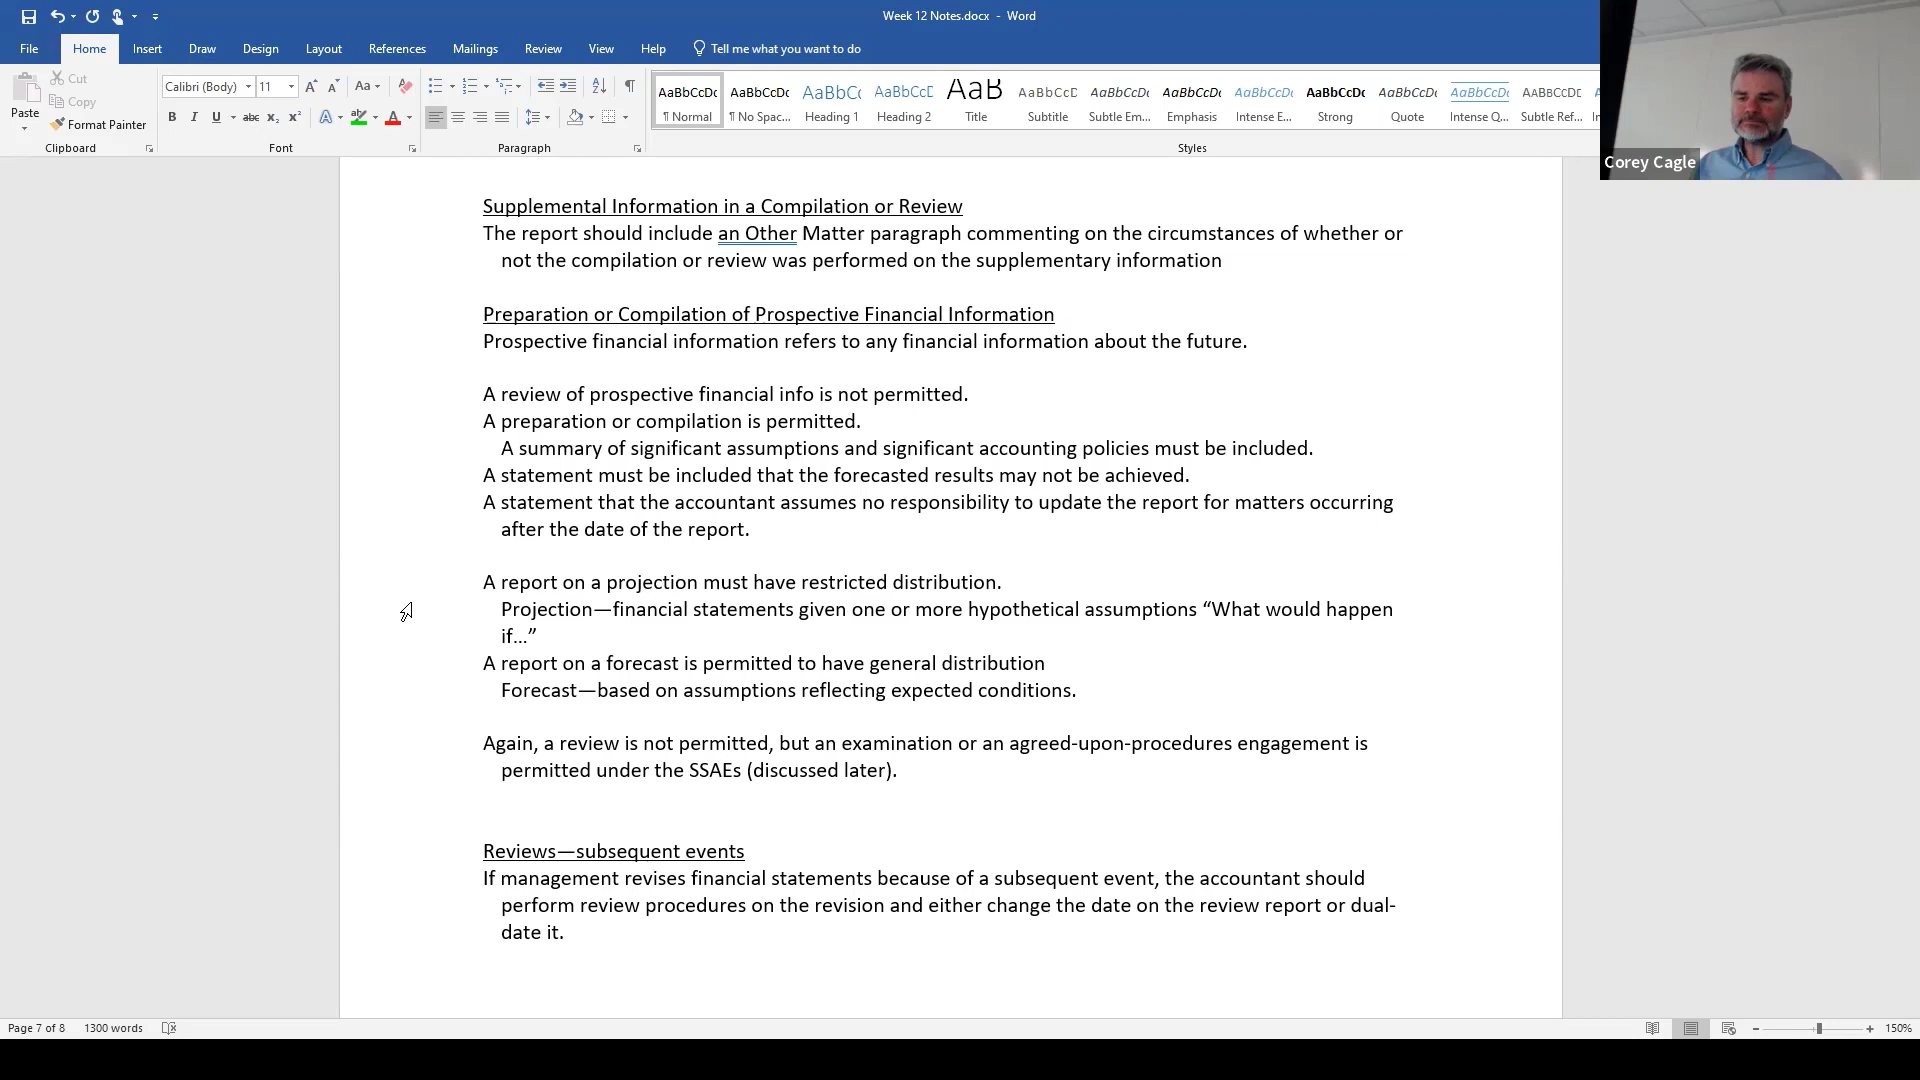 Week 12 Notes.docx - Word
File Home Insert Draw Design Layout References Mailings Review View Help Tell me what you want to do
Paste
Cut
Copy
Format Painter
Clipboard
Calibri (Body) 11
Font
Paragraph
AaBbCcDc AaBbCcDc AaBbCc AaBbCcD AaB AaBbCcD AaBbCcDc AaBbCcDc AaBbCcDc AaBbCcDc AaBbCcDc AaBbCcDc AABBCCDD
¶ Normal ¶ No Spac... Heading 1 Heading 2 Title Subtitle Subtle Em... Emphasis Intense E... Strong Quote Intense Q... Subtle Ref...
Styles
Corey Cagle
Supplemental Information in a Compilation or Review
The report should include an Other Matter paragraph commenting on the circumstances of whether or
not the compilation or review was performed on the supplementary information
Preparation or Compilation of Prospective Financial Information
Prospective financial information refers to any financial information about the future.
A review of prospective financial info is not permitted.
A preparation or compilation is permitted.
A summary of significant assumptions and significant accounting policies must be included.
A statement must be included that the forecasted results may not be achieved.
A statement that the accountant assumes no responsibility to update the report for matters occurring
after the date of the report.
A report on a projection must have restricted distribution.
Projection—financial statements given one or more hypothetical assumptions “What would happen
if…”
A report on a forecast is permitted to have general distribution
Forecast—based on assumptions reflecting expected conditions.
Again, a review is not permitted, but an examination or an agreed-upon-procedures engagement is
permitted under the SSAEs (discussed later).
Reviews—subsequent events
If management revises financial statements because of a subsequent event, the accountant should
perform review procedures on the revision and either change the date on the review report or dual-
date it.
Page 7 of 8 1300 words
150%